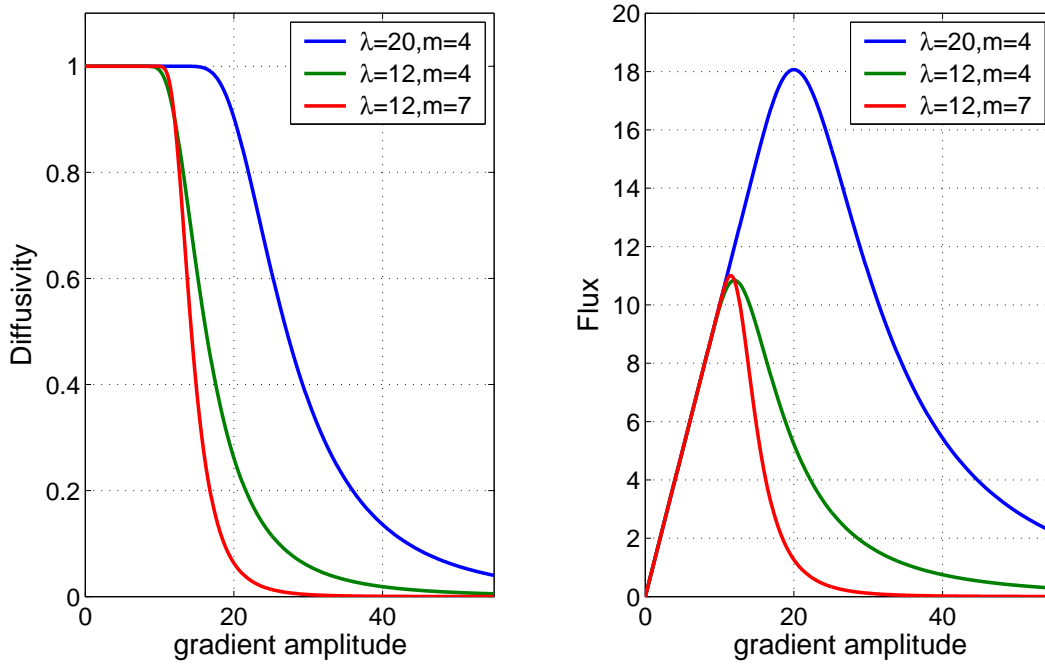 λ=20,m=4
λ=12,m=4
λ=12,m=7
1
0.8
0.6
0.4
0.2
0
0 20 40
Diffusivity
gradient amplitude
λ=20,m=4
λ=12,m=4
λ=12,m=7
20
18
16
14
12
10
8
6
4
2
0
0 20 40
Flux
gradient amplitude